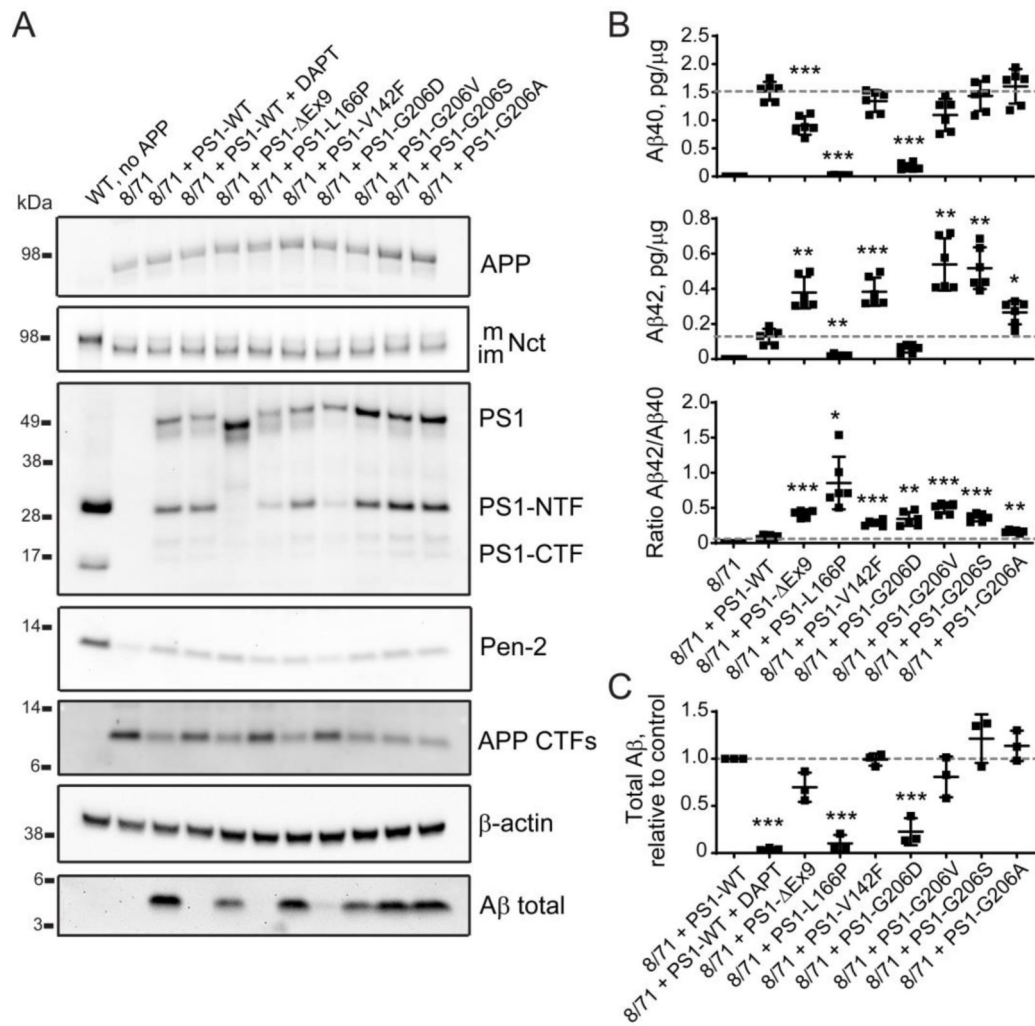 A
WT, no APP
8/71
8/71 + PS1-WT
8/71 + PS1-WT + DAPT
8/71 + PS1-ΔEx9
8/71 + PS1-L166P
8/71 + PS1-V142F
8/71 + PS1-G206D
8/71 + PS1-G206V
8/71 + PS1-G206S
8/71 + PS1-G206A
kDa
98
APP
98
m
im
Nct
49
38
28
17
PS1
PS1-NTF
PS1-CTF
14
Pen-2
14
6
APP CTFs
38
β-actin
6
3
Aβ total
B
Aβ40, pg/μg
2.5
2.0
1.5
1.0
0.5
0
***
***
***
Aβ42, pg/μg
0.8
0.6
0.4
0.2
0
**
**
***
**
**
*
Ratio Aβ42/Aβ40
2.0
1.5
1.0
0.5
0
***
*
***
**
***
***
**
8/71
8/71 + PS1-WT
8/71 + PS1-ΔEx9
8/71 + PS1-L166P
8/71 + PS1-V142F
8/71 + PS1-G206D
8/71 + PS1-G206V
8/71 + PS1-G206S
8/71 + PS1-G206A
C
Total Aβ,
relative to control
1.5
1.0
0.5
0
***
***
***
8/71 + PS1-WT
8/71 + PS1-WT + DAPT
8/71 + PS1-ΔEx9
8/71 + PS1-L166P
8/71 + PS1-V142F
8/71 + PS1-G206D
8/71 + PS1-G206V
8/71 + PS1-G206S
8/71 + PS1-G206A